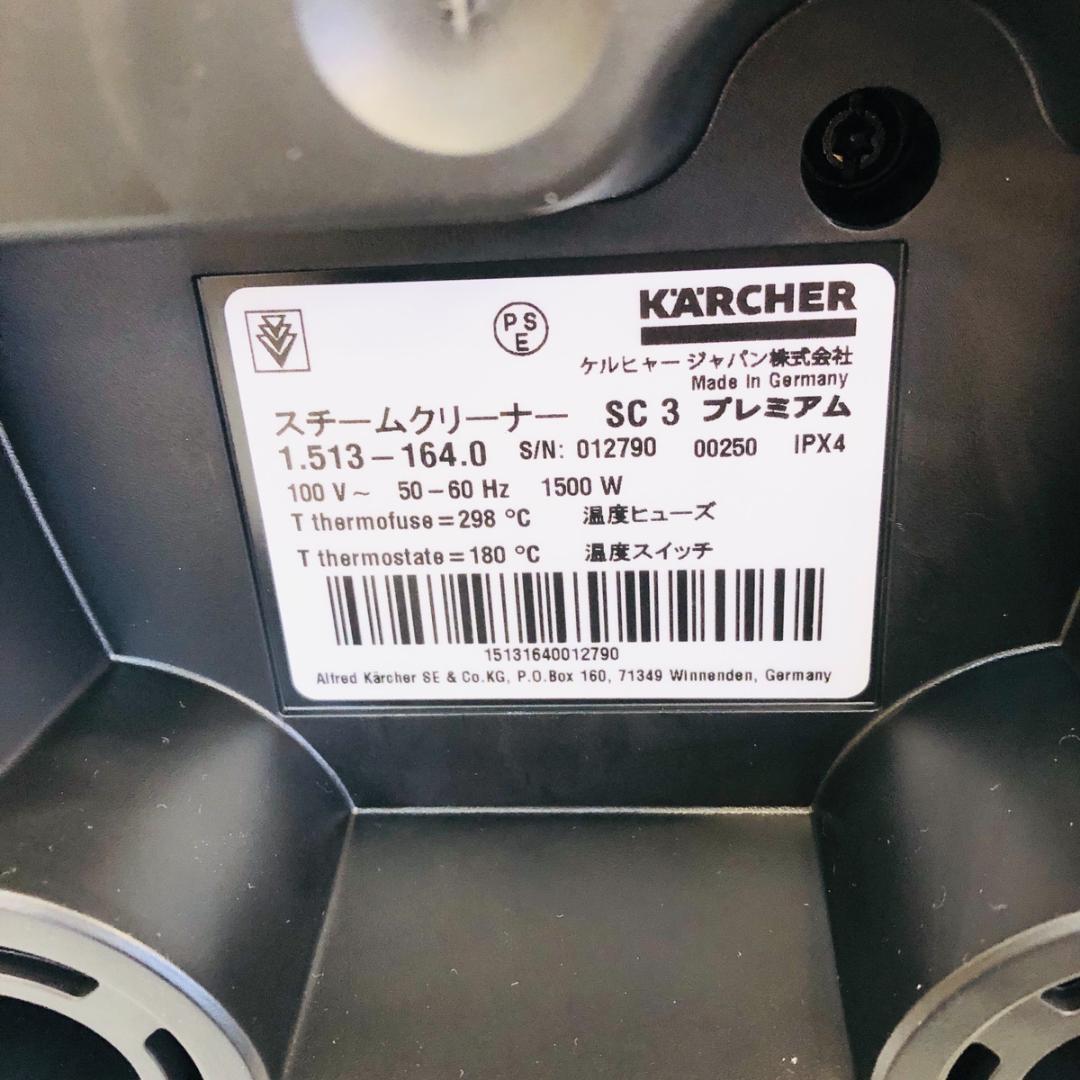 PSE
KÄRCHER
ケルヒャー ジャパン株式会社
Made in Germany
スチームクリーナー SC 3 プレミアム
1.513-164.0 S/N: 012790 00250 IPX4
100 V~ 50-60 Hz 1500 W
T thermofuse=298 °C 温度ヒューズ
T thermostate=180 °C 温度スイッチ
15131640012790
Alfred Kärcher SE & Co.KG, P.O.Box 160, 71349 Winnenden, Germany